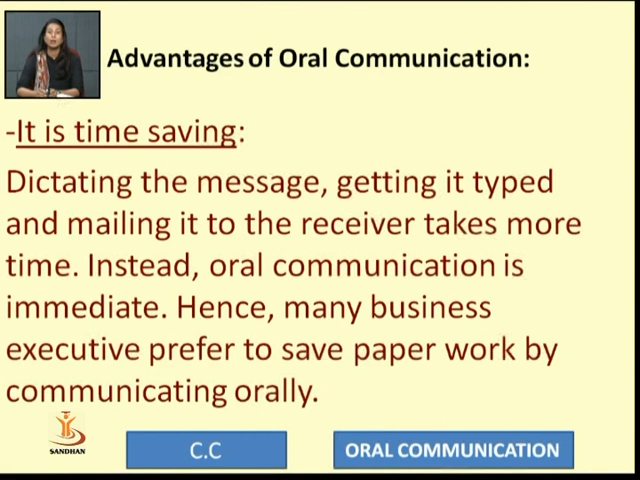 Advantages of Oral Communication:
-It is time saving:
Dictating the message, getting it typed
and mailing it to the receiver takes more
time. Instead, oral communication is
immediate. Hence, many business
executive prefer to save paper work by
communicating orally.
SANDHAN
C.C
ORAL COMMUNICATION